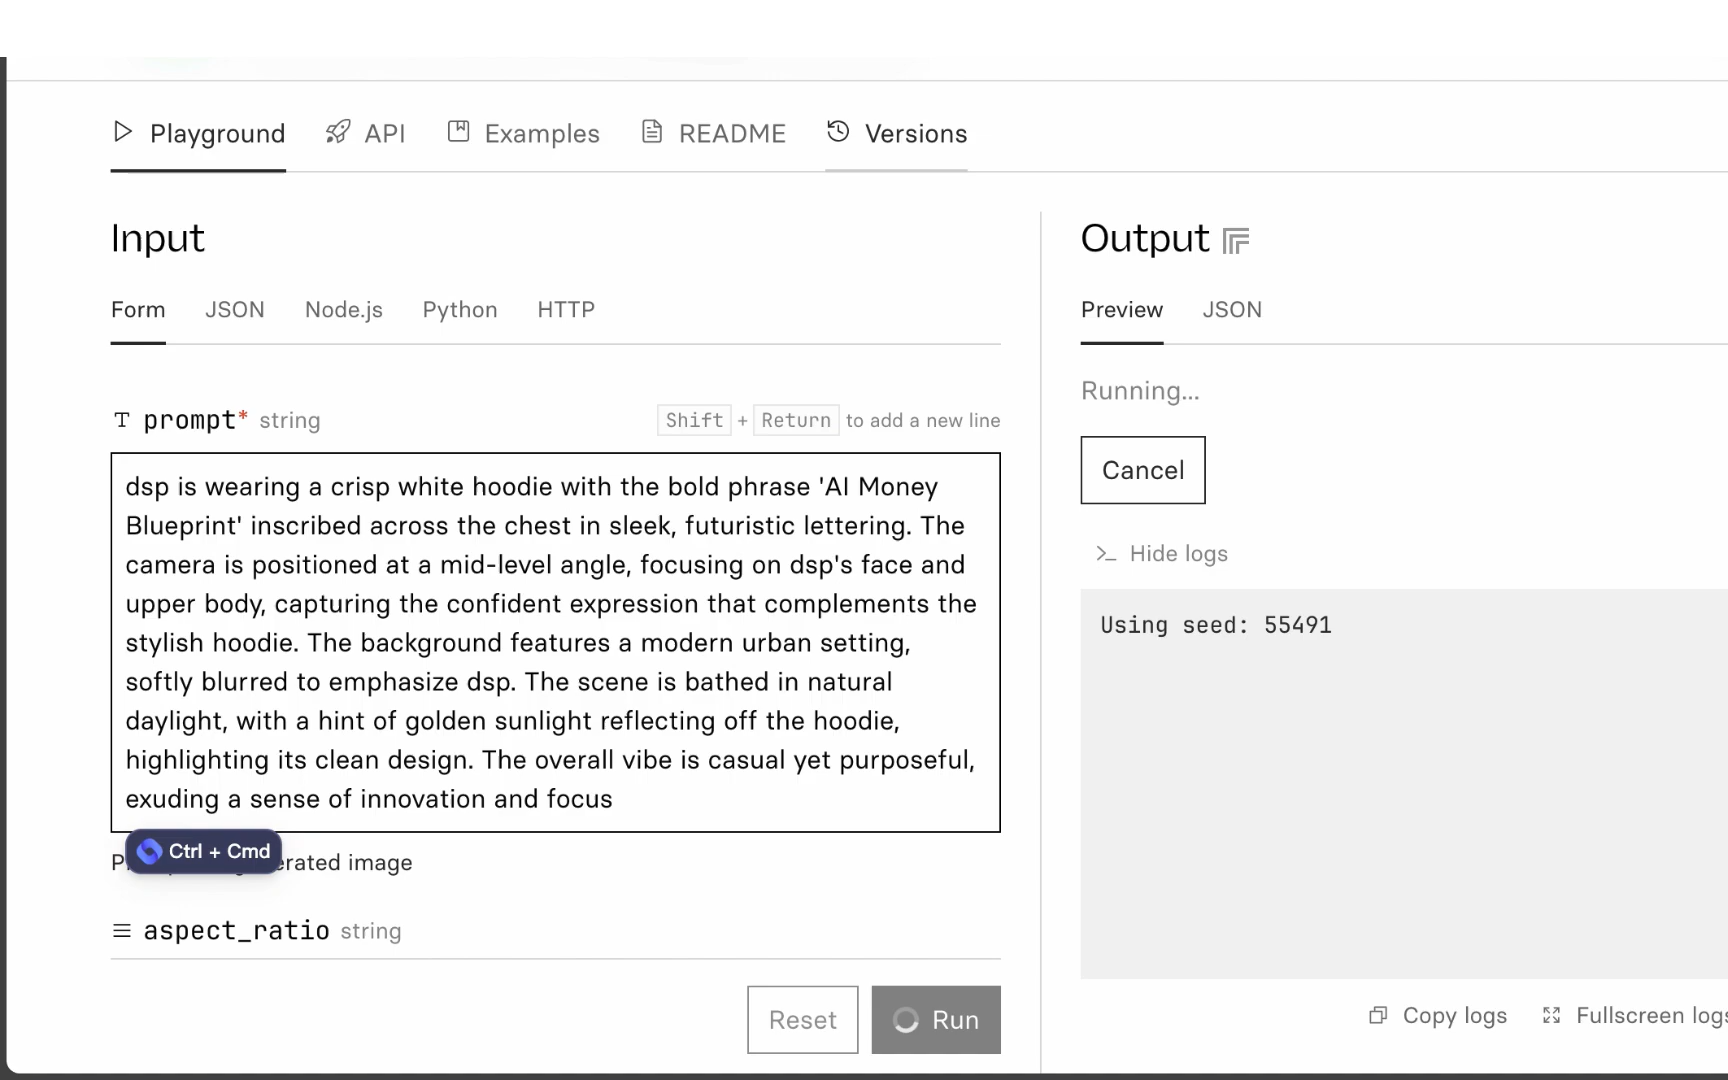 Playground API Examples README Versions
Input
Form JSON Node.js Python HTTP
prompt* string Shift + Return to add a new line
dsp is wearing a crisp white hoodie with the bold phrase 'AI Money
Blueprint' inscribed across the chest in sleek, futuristic lettering. The
camera is positioned at a mid-level angle, focusing on dsp's face and
upper body, capturing the confident expression that complements the
stylish hoodie. The background features a modern urban setting,
softly blurred to emphasize dsp. The scene is bathed in natural
daylight, with a hint of golden sunlight reflecting off the hoodie,
highlighting its clean design. The overall vibe is casual yet purposeful,
exuding a sense of innovation and focus
Ctrl + Cmd
image
aspect_ratio string
Reset Run
Output
Preview JSON
Running...
Cancel
Hide logs
Using seed: 55491
Copy logs Fullscreen logs